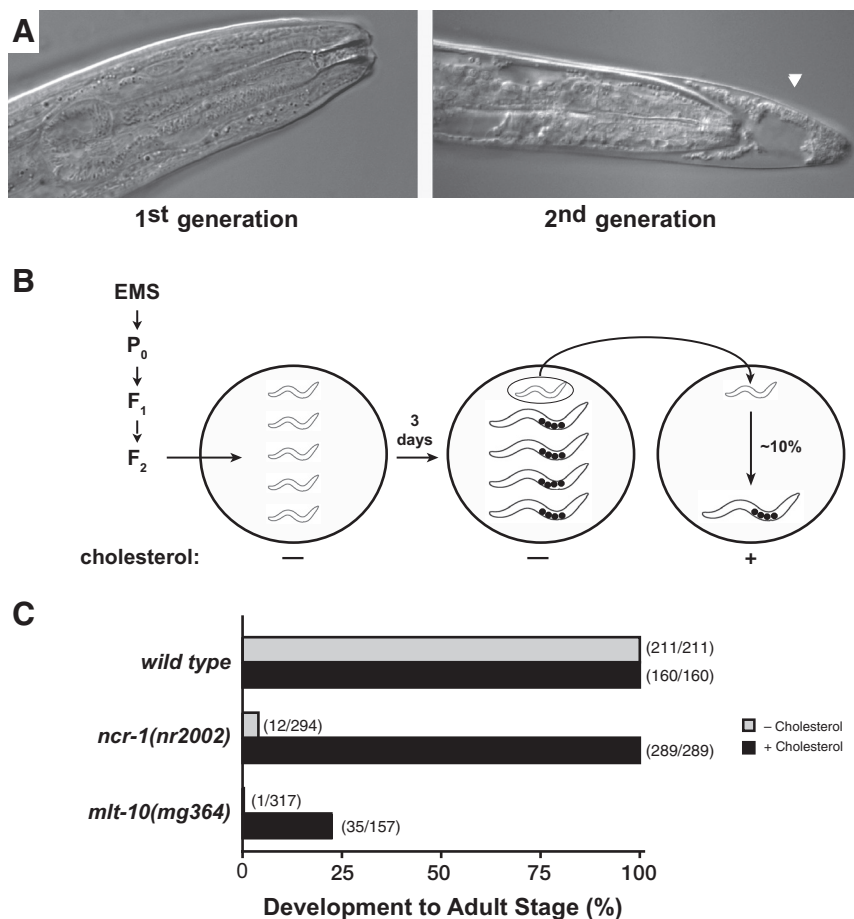 A
1st generation
2nd generation
B
EMS
P0
F1
F2
3 days
~10%
cholesterol:
—
—
+
C
wild type
(211/211)
(160/160)
ncr-1(nr2002)
(12/294)
(289/289)
– Cholesterol
+ Cholesterol
mlt-10(mg364)
(1/317)
(35/157)
0 25 50 75 100
Development to Adult Stage (%)